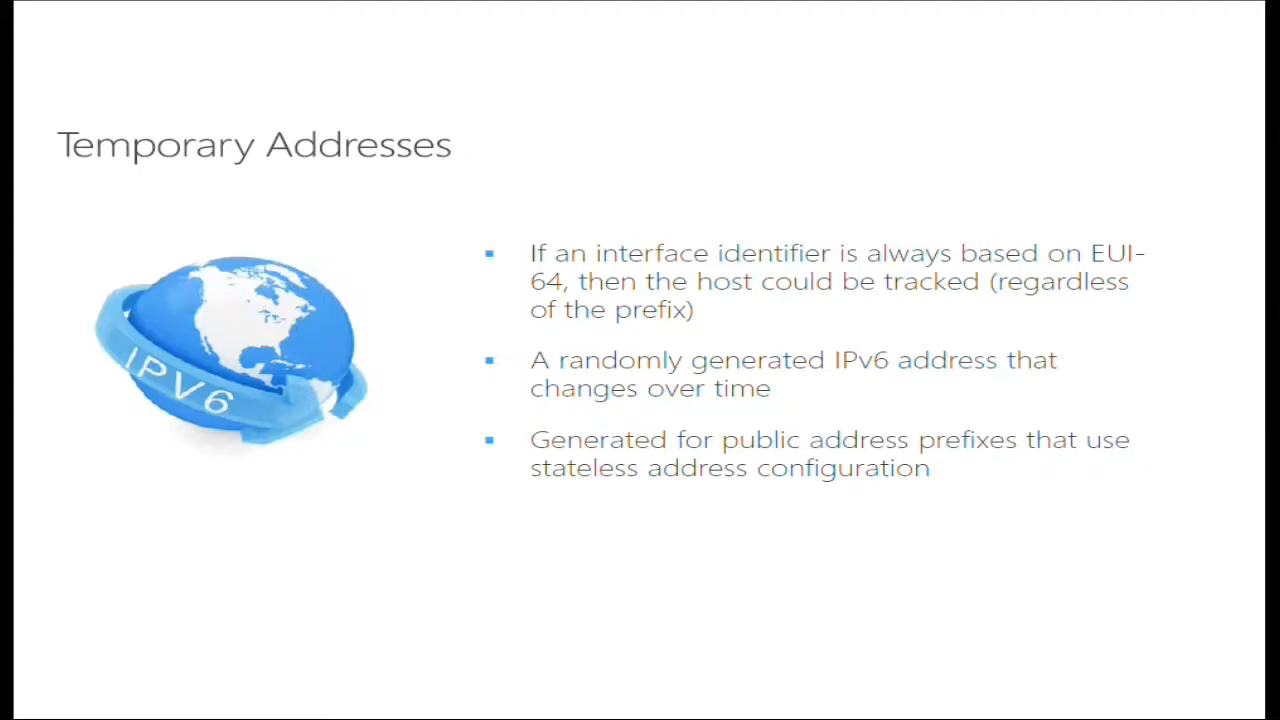 Temporary Addresses
IPV6
▪ If an interface identifier is always based on EUI-
64, then the host could be tracked (regardless
of the prefix)
▪ A randomly generated IPv6 address that
changes over time
▪ Generated for public address prefixes that use
stateless address configuration